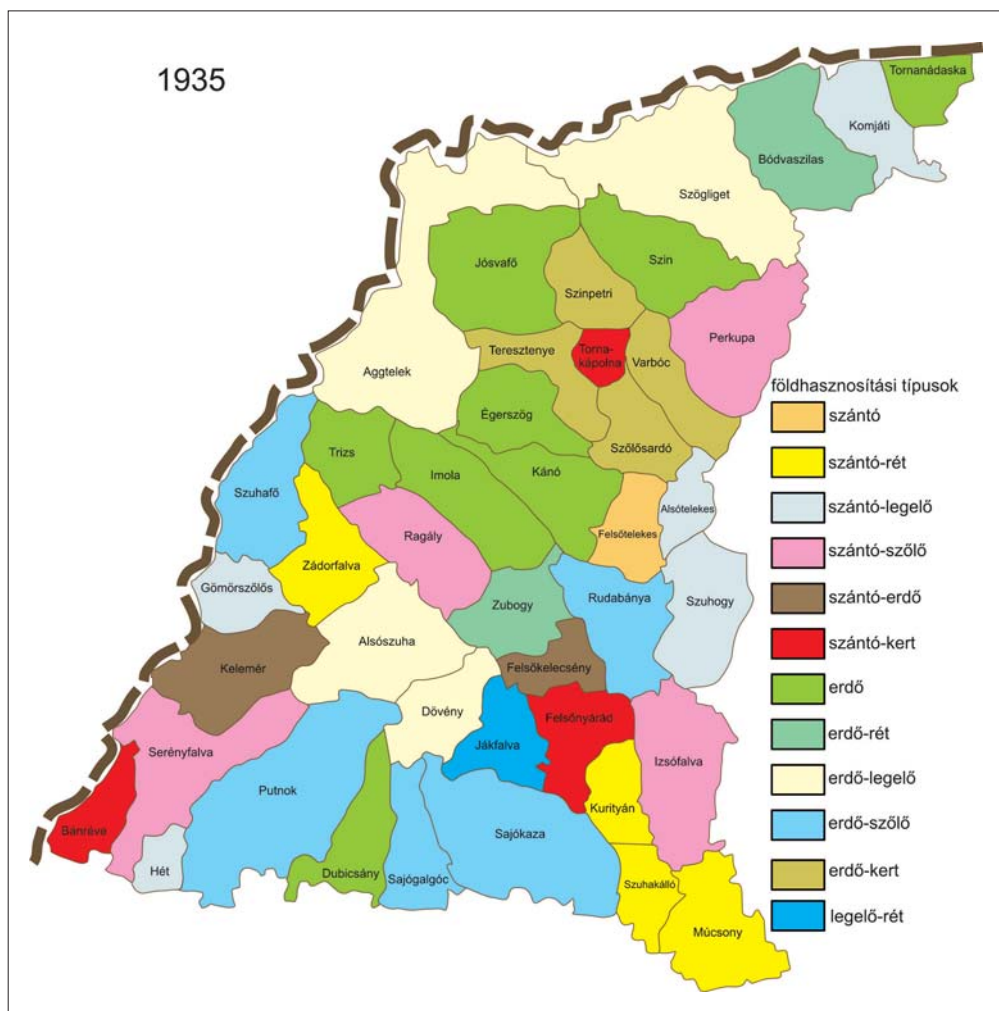 1935
Tornanádaska
Komjáti
Bódvaszilas
Szögliget
Jósvafő
Szin
Szinpetri
Perkupa
Teresztenye
Torna-
kápolna
Varbóc
Aggtelek
Égerszög
Szőlősardó
Trizs
Imola
Kánó
Szuhafő
Alsótelekes
Ragály
Felsőtelekes
Zádorfalva
Gömörszőlős
Zubogy
Rudabánya
Szuhogy
Alsószuha
Kelemér
Felsőkelecsény
Dövény
Felsőnyárád
Jákfalva
Serényfalva
Izsófalva
Putnok
Kurityán
Bánréve
Sajókaza
Hét
Dubicsány
Sajógalgóc
Szuhakálló
Múcsony
földhasznosítási típusok
szántó
szántó-rét
szántó-legelő
szántó-szőlő
szántó-erdő
szántó-kert
erdő
erdő-rét
erdő-legelő
erdő-szőlő
erdő-kert
legelő-rét